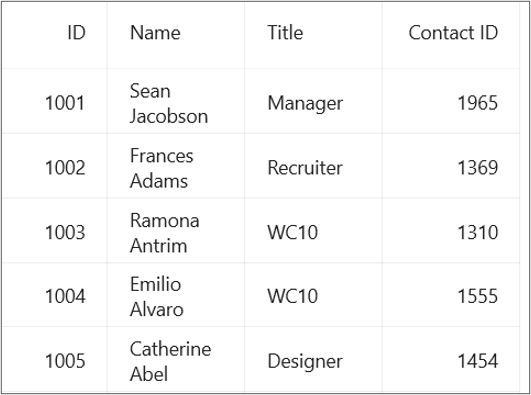 ID Name Title Contact ID
1001 Sean Jacobson Manager 1965
1002 Frances Adams Recruiter 1369
1003 Ramona Antrim WC10 1310
1004 Emilio Alvaro WC10 1555
1005 Catherine Abel Designer 1454